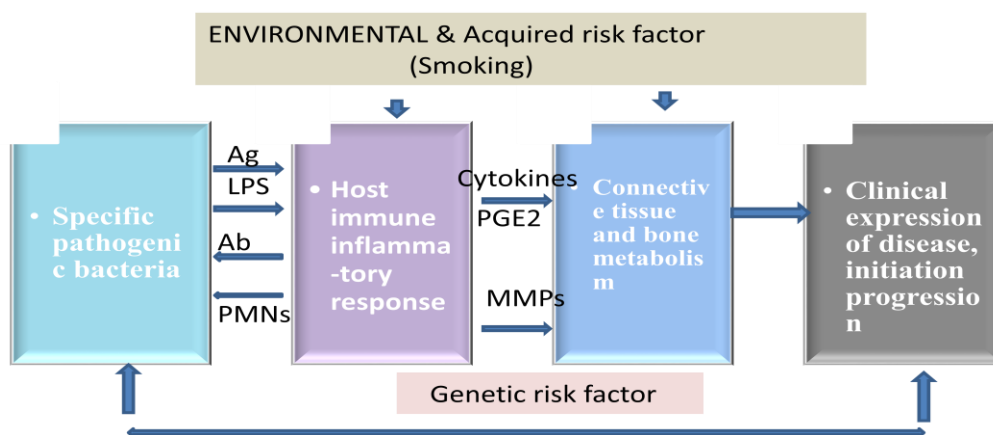 ENVIRONMENTAL & Acquired risk factor
(Smoking)
• Specific
pathogeni
c bacteria
Ag
LPS
Ab
PMNs
• Host
immune
inflamma-
-tory
response
Cytokines
PGE2
MMPs
• Connectiv
e tissue
and bone
metabolis
m
• Clinical
expression
of disease,
initiation
progressio
n
Genetic risk factor